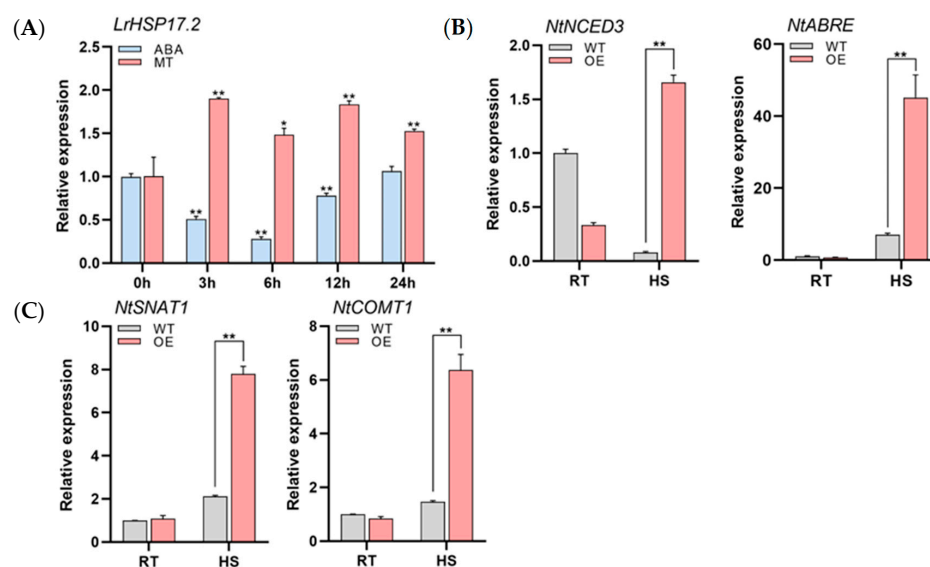 (A)
LrHSP17.2
ABA
MT
Relative expression
2.5
2.0
1.5
1.0
0.5
0.0
**
**
*
**
**
**
**
**
0h
3h
6h
12h
24h
(B)
NtNCED3
WT
OE
Relative expression
2.0
1.5
1.0
0.5
0.0
**
RT
HS
NtABRE
WT
OE
Relative expression
60
40
20
0
**
RT
HS
(C)
NtSNAT1
WT
OE
Relative expression
10
8
6
4
2
0
**
RT
HS
NtCOMT1
WT
OE
Relative expression
8
6
4
2
0
**
RT
HS